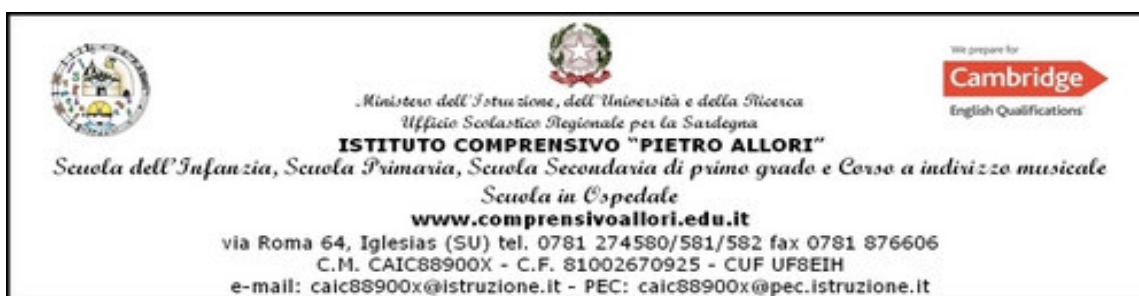 We prepare for
Cambridge
English Qualifications
Ministero dell'Istruzione, dell'Università e della Ricerca
Ufficio Scolastico Regionale per la Sardegna
ISTITUTO COMPRENSIVO "PIETRO ALLORI"
Scuola dell'Infanzia, Scuola Primaria, Scuola Secondaria di primo grado e Corso a indirizzo musicale
Scuola in Ospedale
www.comprensivoallori.edu.it
via Roma 64, Iglesias (SU) tel. 0781 274580/581/582 fax 0781 876606
C.M. CAIC88900X - C.F. 81002670925 - CUF UF8EIH
e-mail: caic88900x@istruzione.it - PEC: caic88900x@pec.istruzione.it